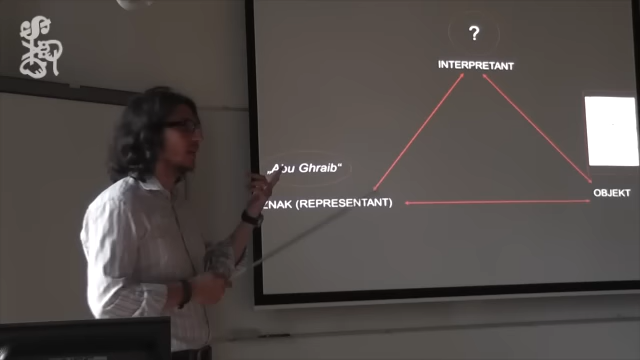 ?
INTERPRETANT
„Abu Ghraib“
ZNAK (REPRESENTANT)
OBJEKT